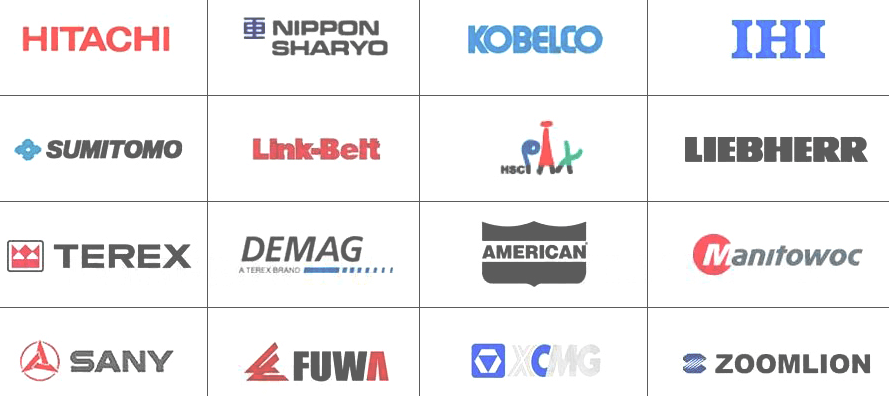 HITACHI
NIPPON
SHARYO
KOBELCO
IHI
SUMITOMO
Link-Belt
HSC
LIEBHERR
TEREX
DEMAG
A TEREX BRAND
AMERICAN
Manitowoc
SANY
FUWA
XCMG
ZOOMLION